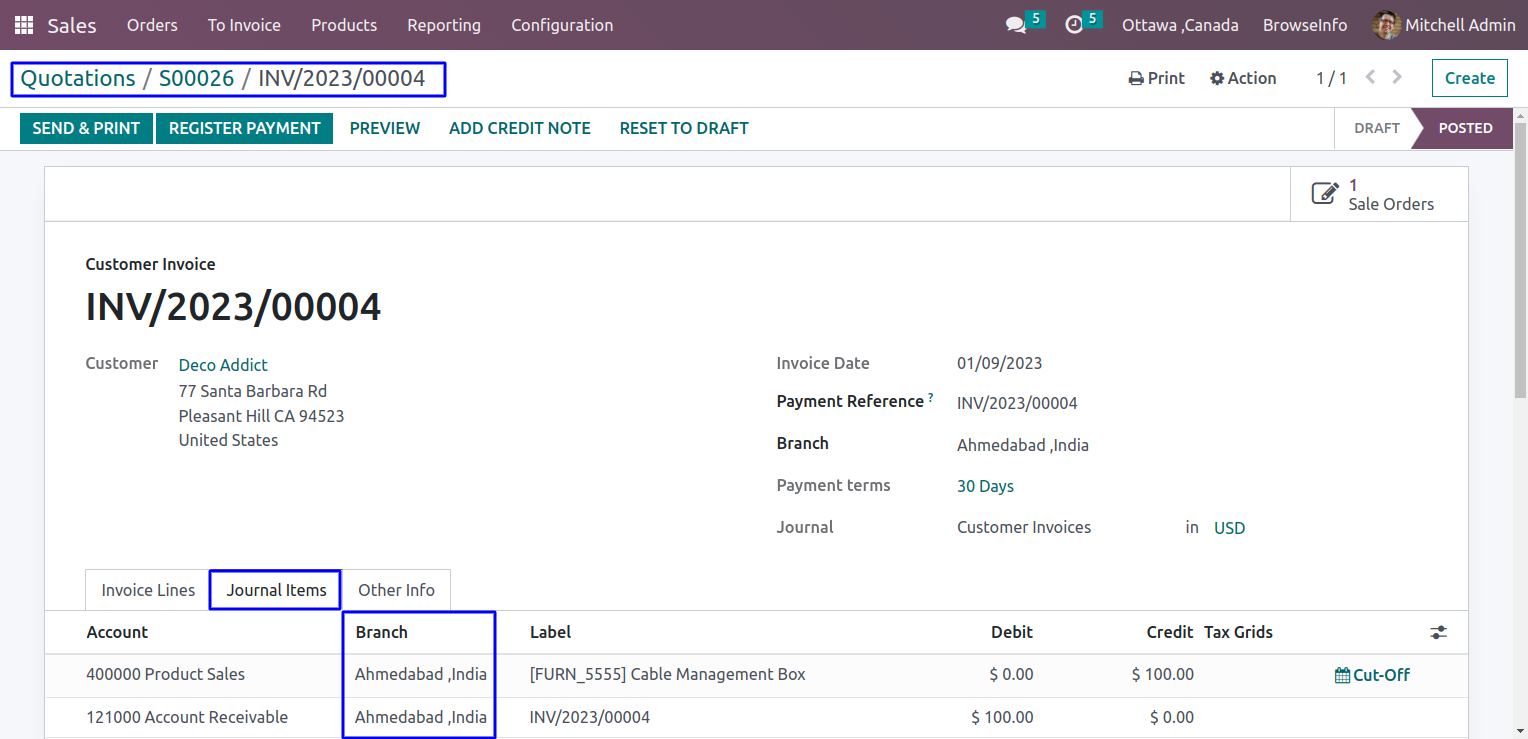 Sales Orders To Invoice Products Reporting Configuration 5 5 Ottawa ,Canada BrowseInfo Mitchell Admin
Quotations / S00026 / INV/2023/00004 Print Action 1 / 1 Create
SEND & PRINT REGISTER PAYMENT PREVIEW ADD CREDIT NOTE RESET TO DRAFT DRAFT POSTED
1
Sale Orders
Customer Invoice
INV/2023/00004
Customer Deco Addict Invoice Date 01/09/2023
77 Santa Barbara Rd
Payment Reference ? INV/2023/00004
Pleasant Hill CA 94523
United States Branch Ahmedabad ,India
Payment terms 30 Days
Journal Customer Invoices in USD
Invoice Lines Journal Items Other Info
Account Branch Label Debit Credit Tax Grids
400000 Product Sales Ahmedabad ,India [FURN_5555] Cable Management Box $ 0.00 $ 100.00 Cut-Off
121000 Account Receivable Ahmedabad ,India INV/2023/00004 $ 100.00 $ 0.00